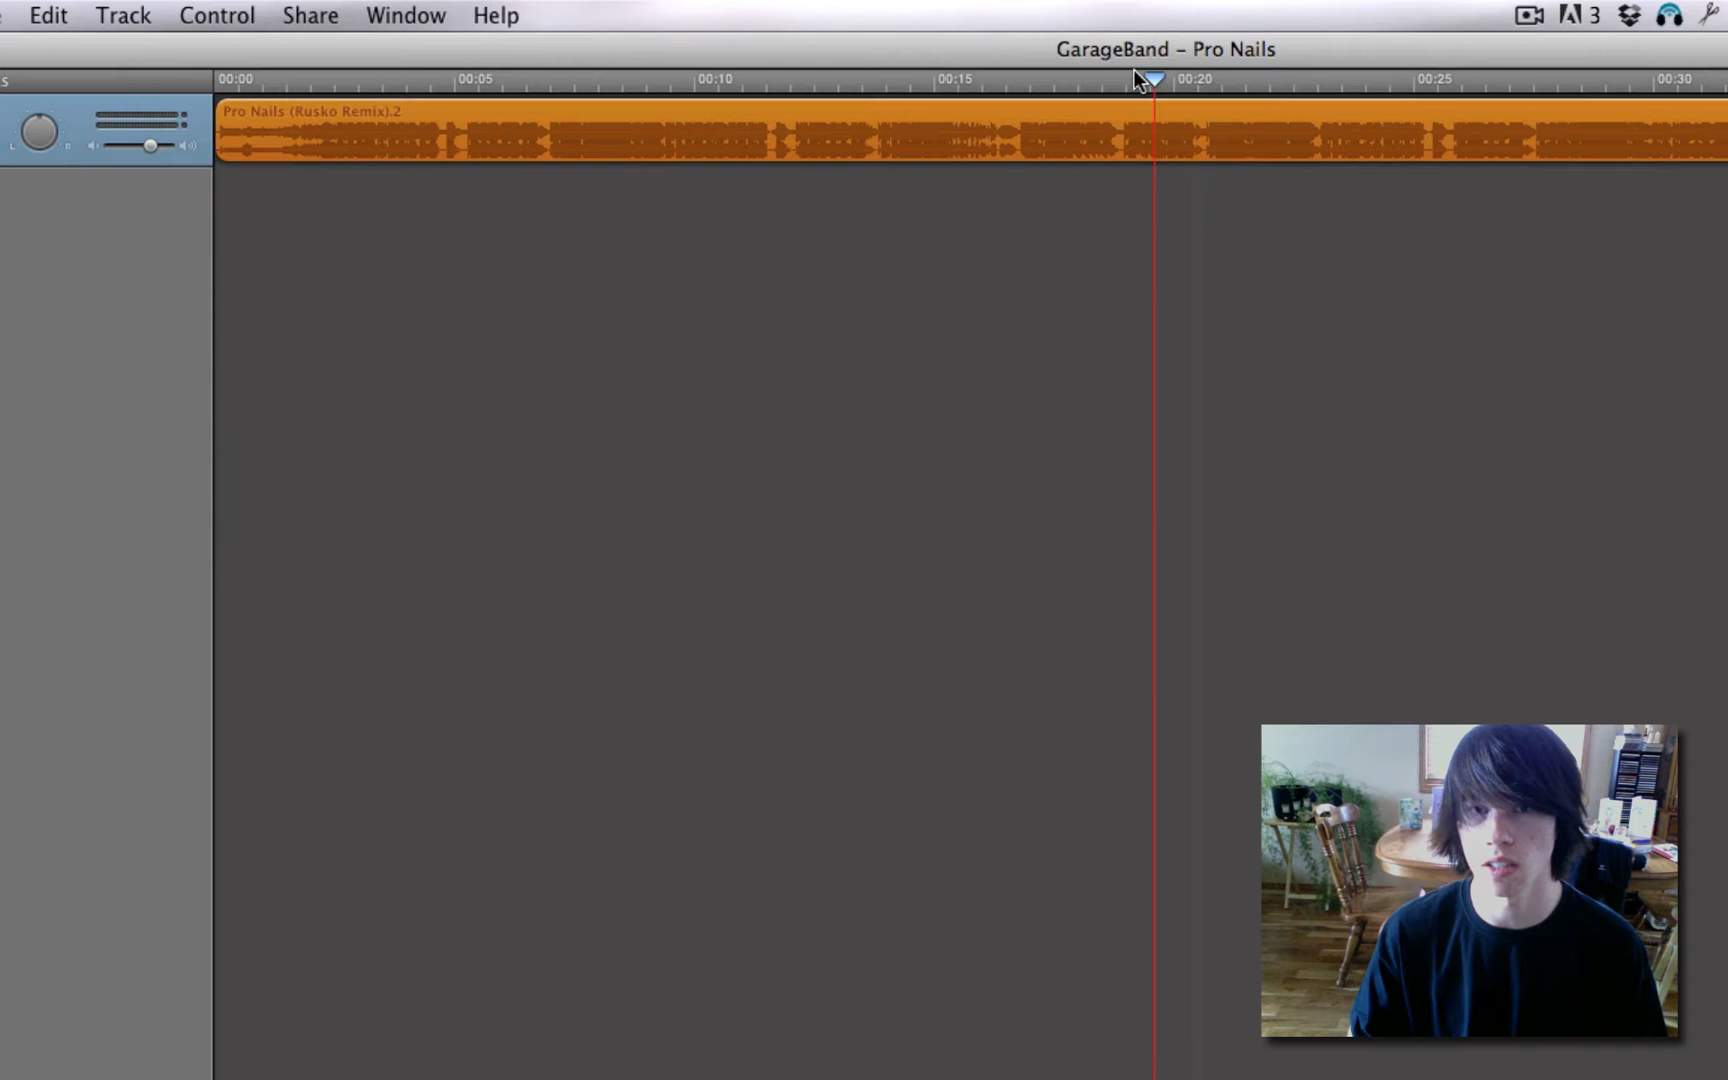 Edit Track Control Share Window Help 3
GarageBand – Pro Nails
s 00:00 00:05 00:10 00:15 00:20 00:25 00:30
Pro Nails (Rusko Remix).2
L R